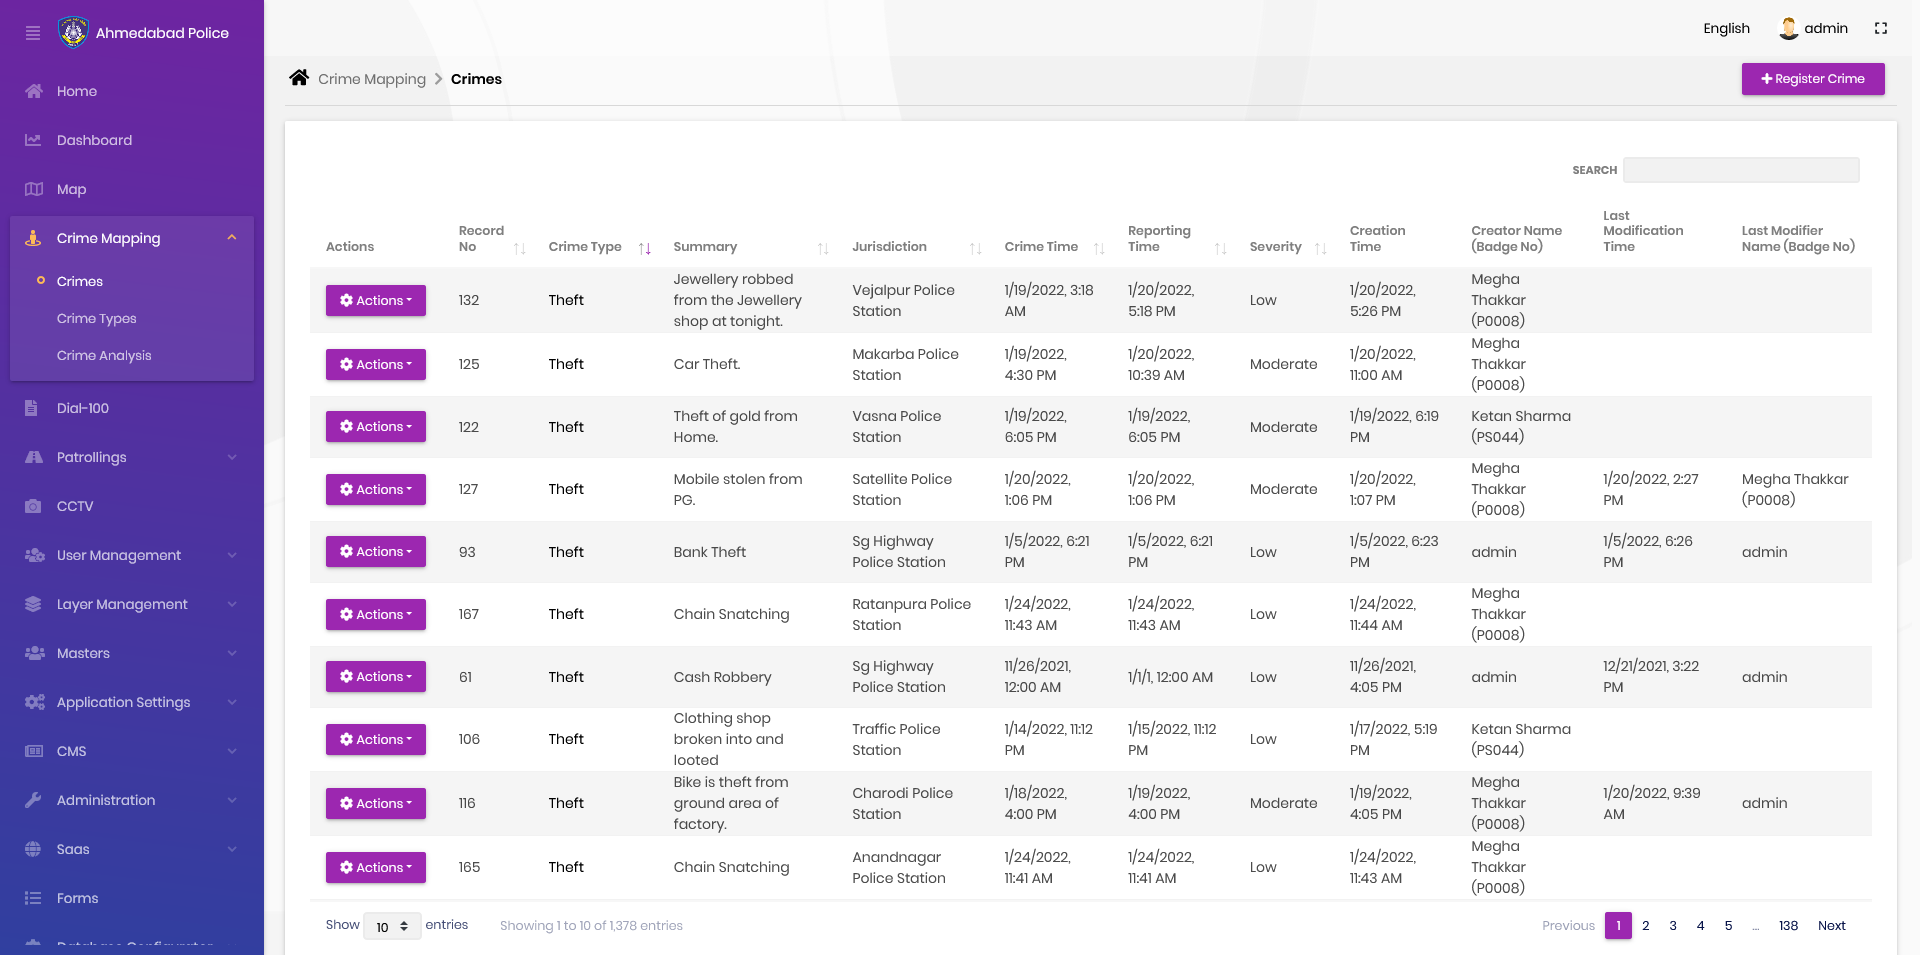 Ahmedabad Police
English
admin
Home
Dashboard
Map
Crime Mapping
Crimes
Crime Types
Crime Analysis
Dial-100
Patrollings
CCTV
User Management
Layer Management
Masters
Application Settings
CMS
Administration
Saas
Forms
Database Configurator
Crime Mapping > Crimes
+ Register Crime
SEARCH
Actions
Record
No
Crime Type
Summary
Jurisdiction
Crime Time
Reporting
Time
Severity
Creation
Time
Creator Name
(Badge No)
Last
Modification
Time
Last Modifier
Name (Badge No)
Actions
132
Theft
Jewellery robbed
from the Jewellery
shop at tonight.
Vejalpur Police
Station
1/19/2022, 3:18
AM
1/20/2022,
5:18 PM
Low
1/20/2022,
5:26 PM
Megha
Thakkar
(P0008)
Actions
125
Theft
Car Theft.
Makarba Police
Station
1/19/2022,
4:30 PM
1/20/2022,
10:39 AM
Moderate
1/20/2022,
11:00 AM
Megha
Thakkar
(P0008)
Actions
122
Theft
Theft of gold from
Home.
Vasna Police
Station
1/19/2022,
6:05 PM
1/19/2022,
6:05 PM
Moderate
1/19/2022, 6:19
PM
Ketan Sharma
(PS044)
Actions
127
Theft
Mobile stolen from
PG.
Satellite Police
Station
1/20/2022,
1:06 PM
1/20/2022,
1:06 PM
Moderate
1/20/2022,
1:07 PM
Megha
Thakkar
(P0008)
1/20/2022, 2:27
PM
Megha Thakkar
(P0008)
Actions
93
Theft
Bank Theft
Sg Highway
Police Station
1/5/2022, 6:21
PM
1/5/2022, 6:21
PM
Low
1/5/2022, 6:23
PM
admin
1/5/2022, 6:26
PM
admin
Actions
167
Theft
Chain Snatching
Ratanpura Police
Station
1/24/2022,
11:43 AM
1/24/2022,
11:43 AM
Low
1/24/2022,
11:44 AM
Megha
Thakkar
(P0008)
Actions
61
Theft
Cash Robbery
Sg Highway
Police Station
11/26/2021,
12:00 AM
1/1/1, 12:00 AM
Low
11/26/2021,
4:05 PM
admin
12/21/2021, 3:22
PM
admin
Actions
106
Theft
Clothing shop
broken into and
looted
Traffic Police
Station
1/14/2022, 11:12
PM
1/15/2022, 11:12
PM
Low
1/17/2022, 5:19
PM
Ketan Sharma
(PS044)
Actions
116
Theft
Bike is theft from
ground area of
factory.
Charodi Police
Station
1/18/2022,
4:00 PM
1/19/2022,
4:00 PM
Moderate
1/19/2022,
4:05 PM
Megha
Thakkar
(P0008)
1/20/2022, 9:39
AM
admin
Actions
165
Theft
Chain Snatching
Anandnagar
Police Station
1/24/2022,
11:41 AM
1/24/2022,
11:41 AM
Low
1/24/2022,
11:43 AM
Megha
Thakkar
(P0008)
Show 10 entries
Showing 1 to 10 of 1,378 entries
Previous 1 2 3 4 5 … 138 Next